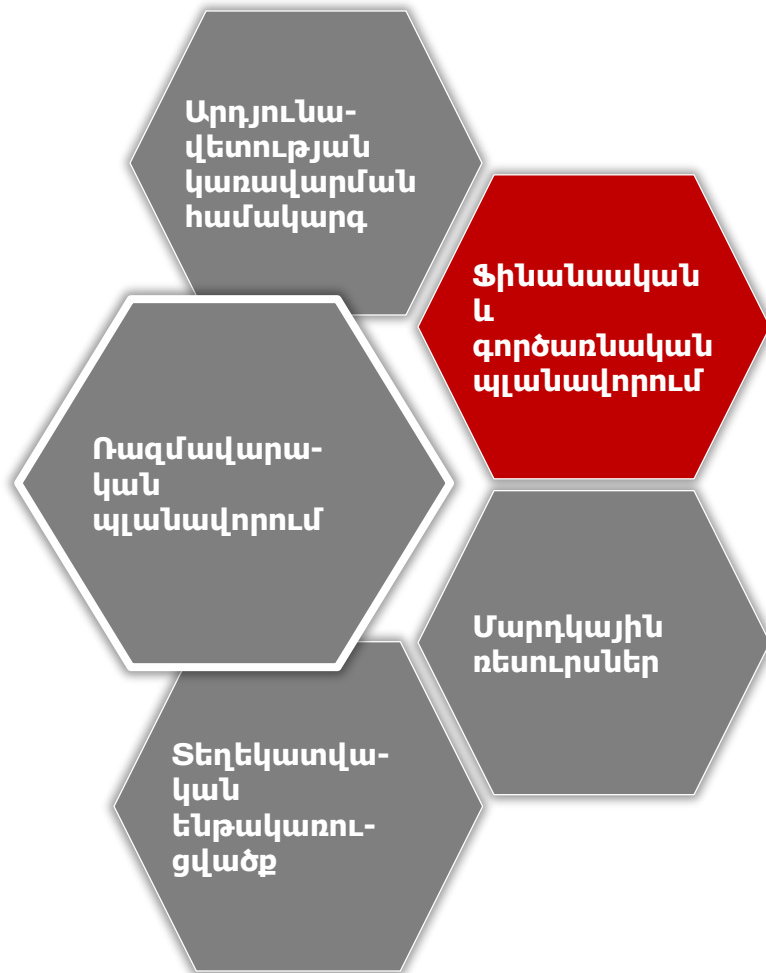 Արդյունա-
վետության
կառավարման
համակարգ
Ֆինանսական
և
գործառնական
պլանավորում
Ռազմավարա-
կան
պլանավորում
Մարդկային
ռեսուրսներ
Տեղեկատվա-
կան
ենթակառու-
ցվածք